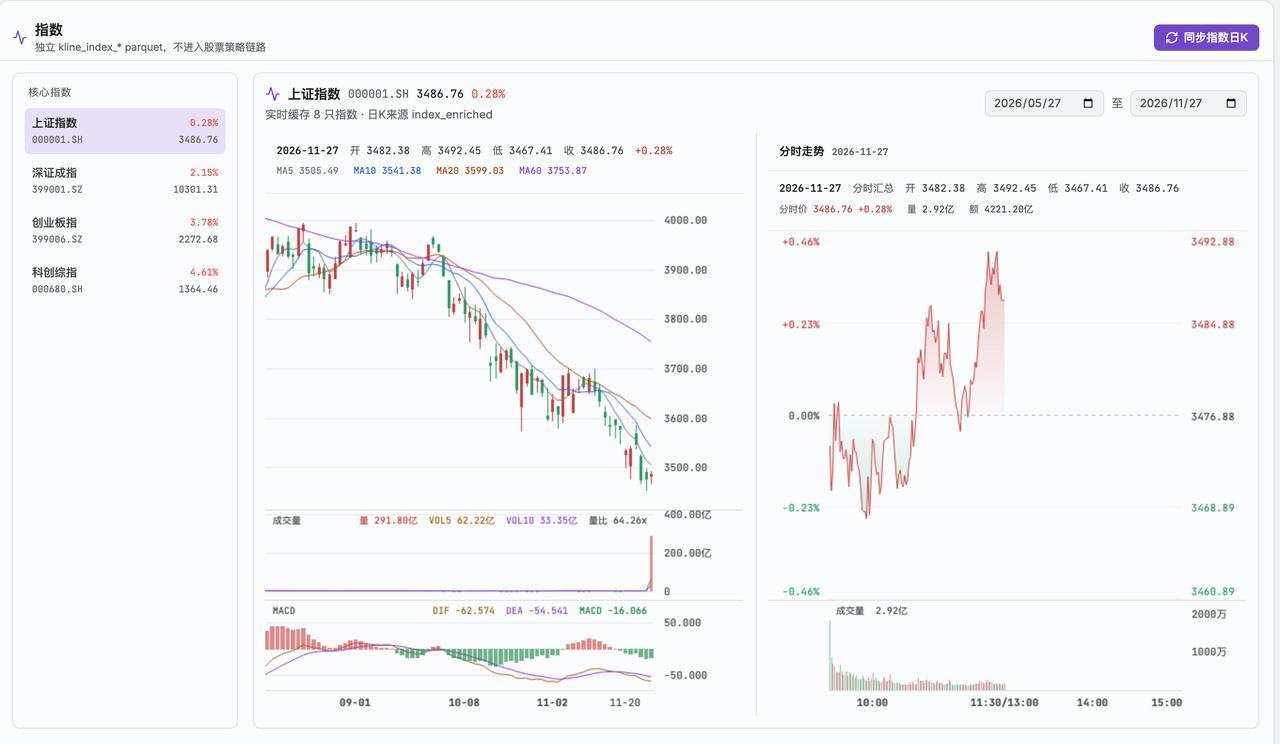 指数
独立 kline_index_* parquet，不进入股票策略链路
同步指数日K
核心指数
上证指数 0.28%
000001.SH 3486.76
深证成指 2.15%
399001.SZ 10301.31
创业板指 3.78%
399006.SZ 2272.68
科创综指 4.61%
000680.SH 1364.46
上证指数 000001.SH 3486.76 0.28%
实时缓存 8 只指数 · 日K来源 index_enriched
2026/05/27 至 2026/11/27
2026-11-27 开 3482.38 高 3492.45 低 3467.41 收 3486.76 +0.28%
MA5 3505.49 MA10 3541.38 MA20 3599.03 MA60 3753.87
4000.00
3900.00
3800.00
3700.00
3600.00
3500.00
成交量 量 291.80亿 VOL5 62.22亿 VOL10 33.35亿 量比 64.26x
400.00亿
200.00亿
0
MACD DIF -62.574 DEA -54.541 MACD -16.066
50.000
-50.000
09-01 10-08 11-02 11-20
分时走势 2026-11-27
2026-11-27 分时汇总 开 3482.38 高 3492.45 低 3467.41 收 3486.76
分时价 3486.76 +0.28% 量 2.92亿 额 4221.20亿
+0.46% 3492.88
+0.23% 3484.88
0.00% 3476.88
-0.23% 3468.89
-0.46% 3460.89
成交量 2.92亿
2000万
1000万
10:00 11:30/13:00 14:00 15:00